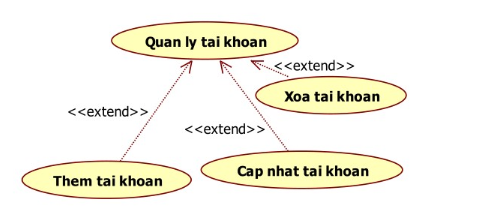 Quan ly tai khoan
<<extend>>
Xoa tai khoan
<<extend>>
<<extend>>
Cap nhat tai khoan
Them tai khoan